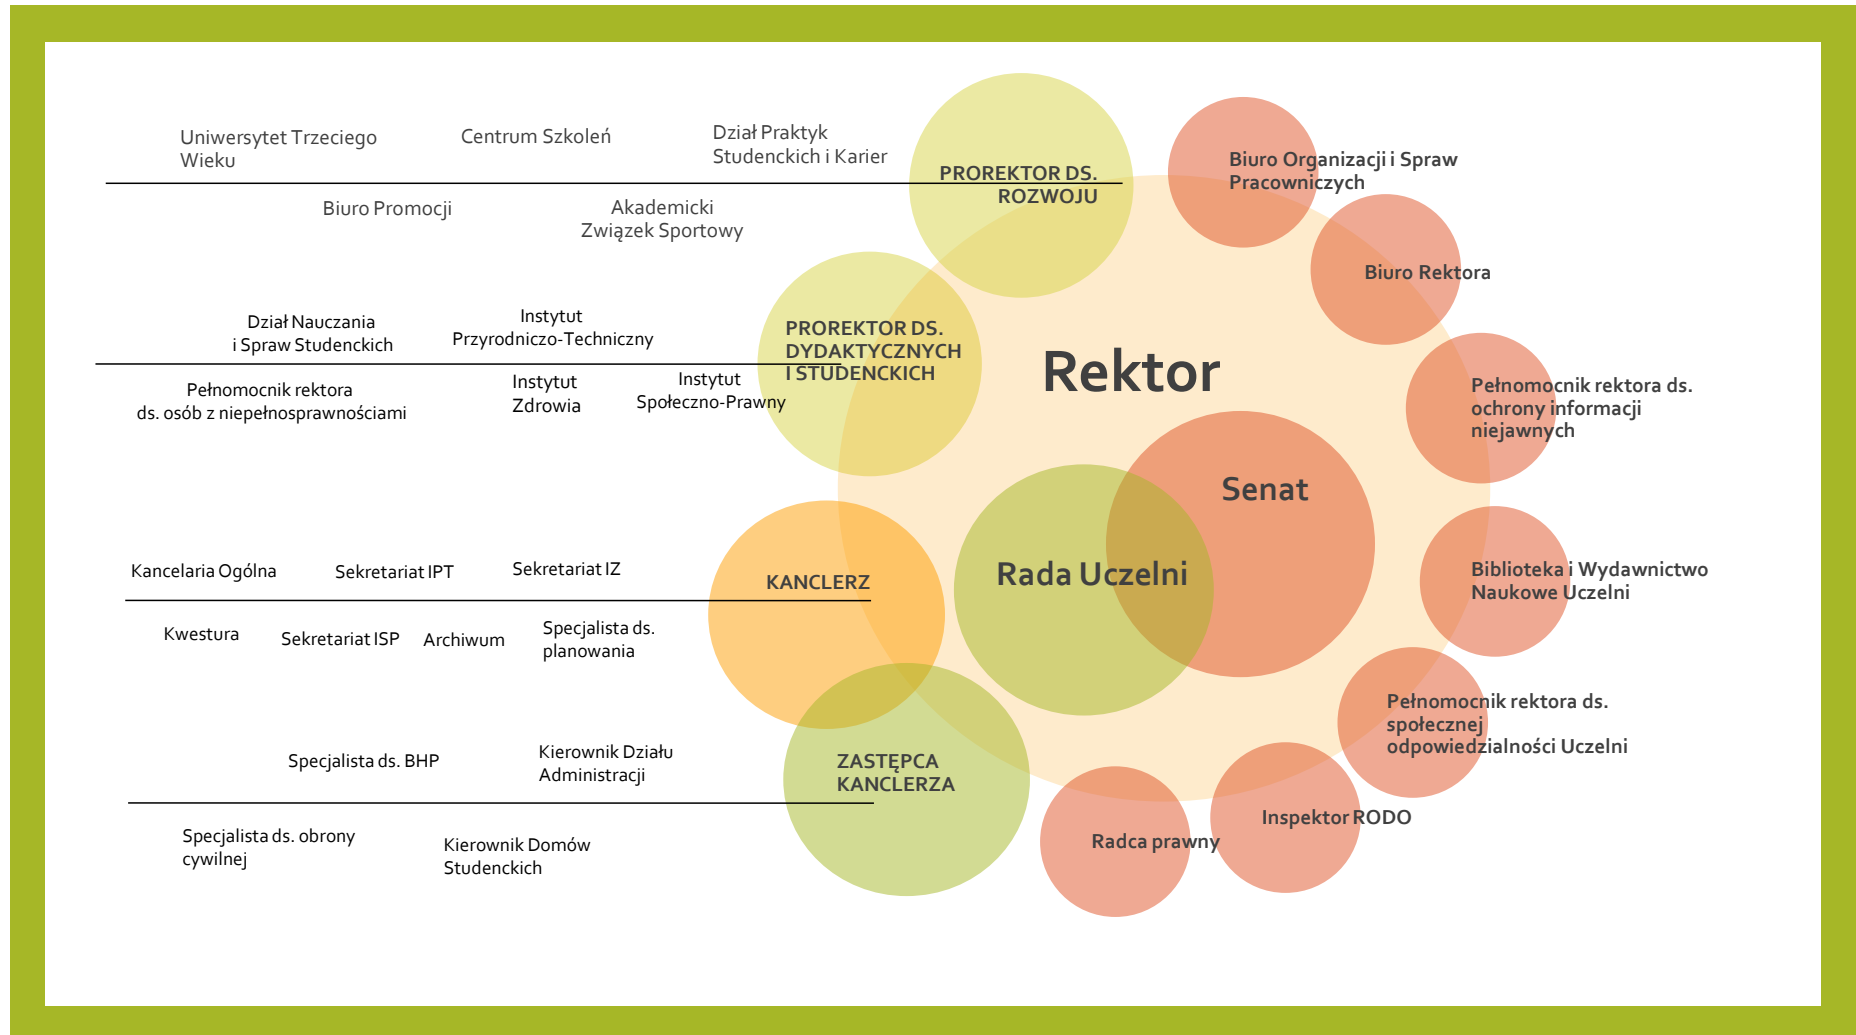 Uniwersytet Trzeciego
Wieku
Centrum Szkoleń
Dział Praktyk
Studenckich i Karier
PROREKTOR DS.
ROZWOJU
Biuro Promocji
Akademicki
Związek Sportowy
Biuro Organizacji i Spraw
Pracowniczych
Biuro Rektora
Dział Nauczania
i Spraw Studenckich
Instytut
Przyrodniczo-Techniczny
PROREKTOR DS.
DYDAKTYCZNYCH
I STUDENCKICH
Pełnomocnik rektora
ds. osób z niepełnosprawnościami
Instytut
Zdrowia
Instytut
Społeczno-Prawny
Rektor
Pełnomocnik rektora ds.
ochrony informacji
niejawnych
Senat
Rada Uczelni
Kancelaria Ogólna
Sekretariat IPT
Sekretariat IZ
KANCLERZ
Kwestura
Sekretariat ISP
Archiwum
Specjalista ds.
planowania
Biblioteka i Wydawnictwo
Naukowe Uczelni
Pełnomocnik rektora ds.
społecznej
odpowiedzialności Uczelni
Specjalista ds. BHP
Kierownik Działu
Administracji
ZASTĘPCA
KANCLERZA
Specjalista ds. obrony
cywilnej
Kierownik Domów
Studenckich
Radca prawny
Inspektor RODO